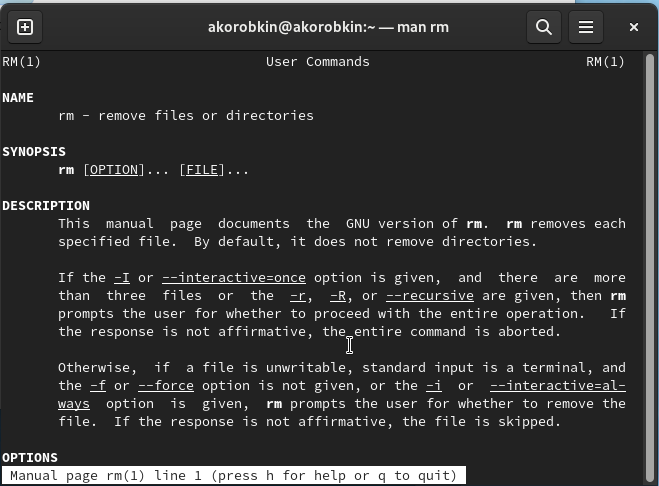 akorobkin@akorobkin:~ — man rm
RM(1) User Commands RM(1)
NAME
rm - remove files or directories
SYNOPSIS
rm [OPTION]... [FILE]...
DESCRIPTION
This manual page documents the GNU version of rm. rm removes each
specified file. By default, it does not remove directories.
If the -I or --interactive=once option is given, and there are more
than three files or the -r, -R, or --recursive are given, then rm
prompts the user for whether to proceed with the entire operation. If
the response is not affirmative, the entire command is aborted.
Otherwise, if a file is unwritable, standard input is a terminal, and
the -f or --force option is not given, or the -i or --interactive=al-
ways option is given, rm prompts the user for whether to remove the
file. If the response is not affirmative, the file is skipped.
OPTIONS
Manual page rm(1) line 1 (press h for help or q to quit)